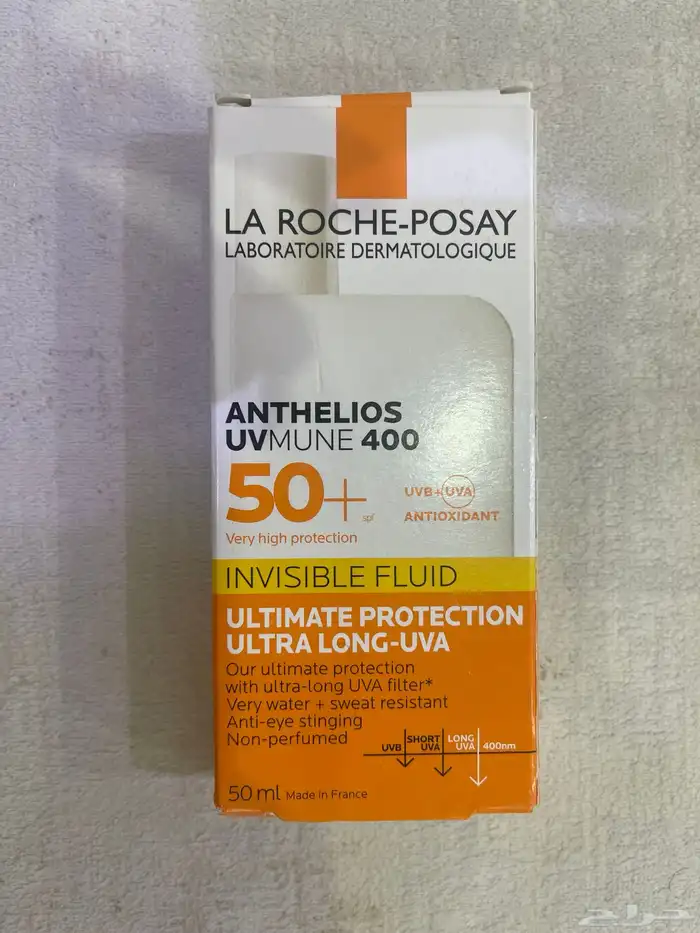 LA ROCHE-POSAY
LABORATOIRE DERMATOLOGIQUE
ANTHELIOS
UVMUNE 400
50+
spf
Very high protection
UVB+UVA
ANTIOXIDANT
INVISIBLE FLUID
ULTIMATE PROTECTION
ULTRA LONG-UVA
Our ultimate protection
with ultra-long UVA filter*
Very water + sweat resistant
Anti-eye stinging
Non-perfumed
UVB
SHORT UVA
LONG UVA
400nm
50 ml Made in France
حراج